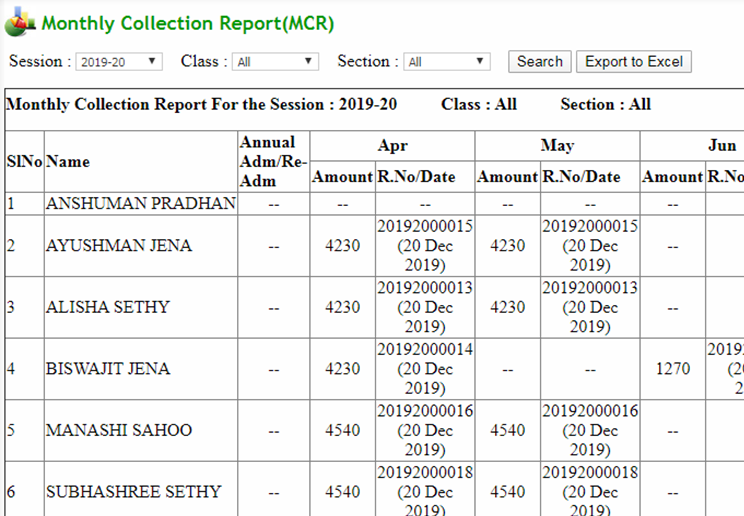 Monthly Collection Report(MCR)
Session : 2019-20 Class : All Section : All Search Export to Excel
Monthly Collection Report For the Session : 2019-20 Class : All Section : All
SlNo Name Annual Adm/Re-Adm Apr May Jun
Amount R.No/Date Amount R.No/Date Amount
1 ANSHUMAN PRADHAN -- -- -- -- -- --
2 AYUSHMAN JENA -- 4230 20192000015 (20 Dec 2019) 4230 20192000015 (20 Dec 2019) --
3 ALISHA SETHY -- 4230 20192000013 (20 Dec 2019) 4230 20192000013 (20 Dec 2019) --
4 BISWAJIT JENA -- 4230 20192000014 (20 Dec 2019) -- -- 1270
5 MANASHI SAHOO -- 4540 20192000016 (20 Dec 2019) 4540 20192000016 (20 Dec 2019) --
6 SUBHASHREE SETHY -- 4540 20192000018 (20 Dec 2019) 4540 20192000018 (20 Dec 2019) --